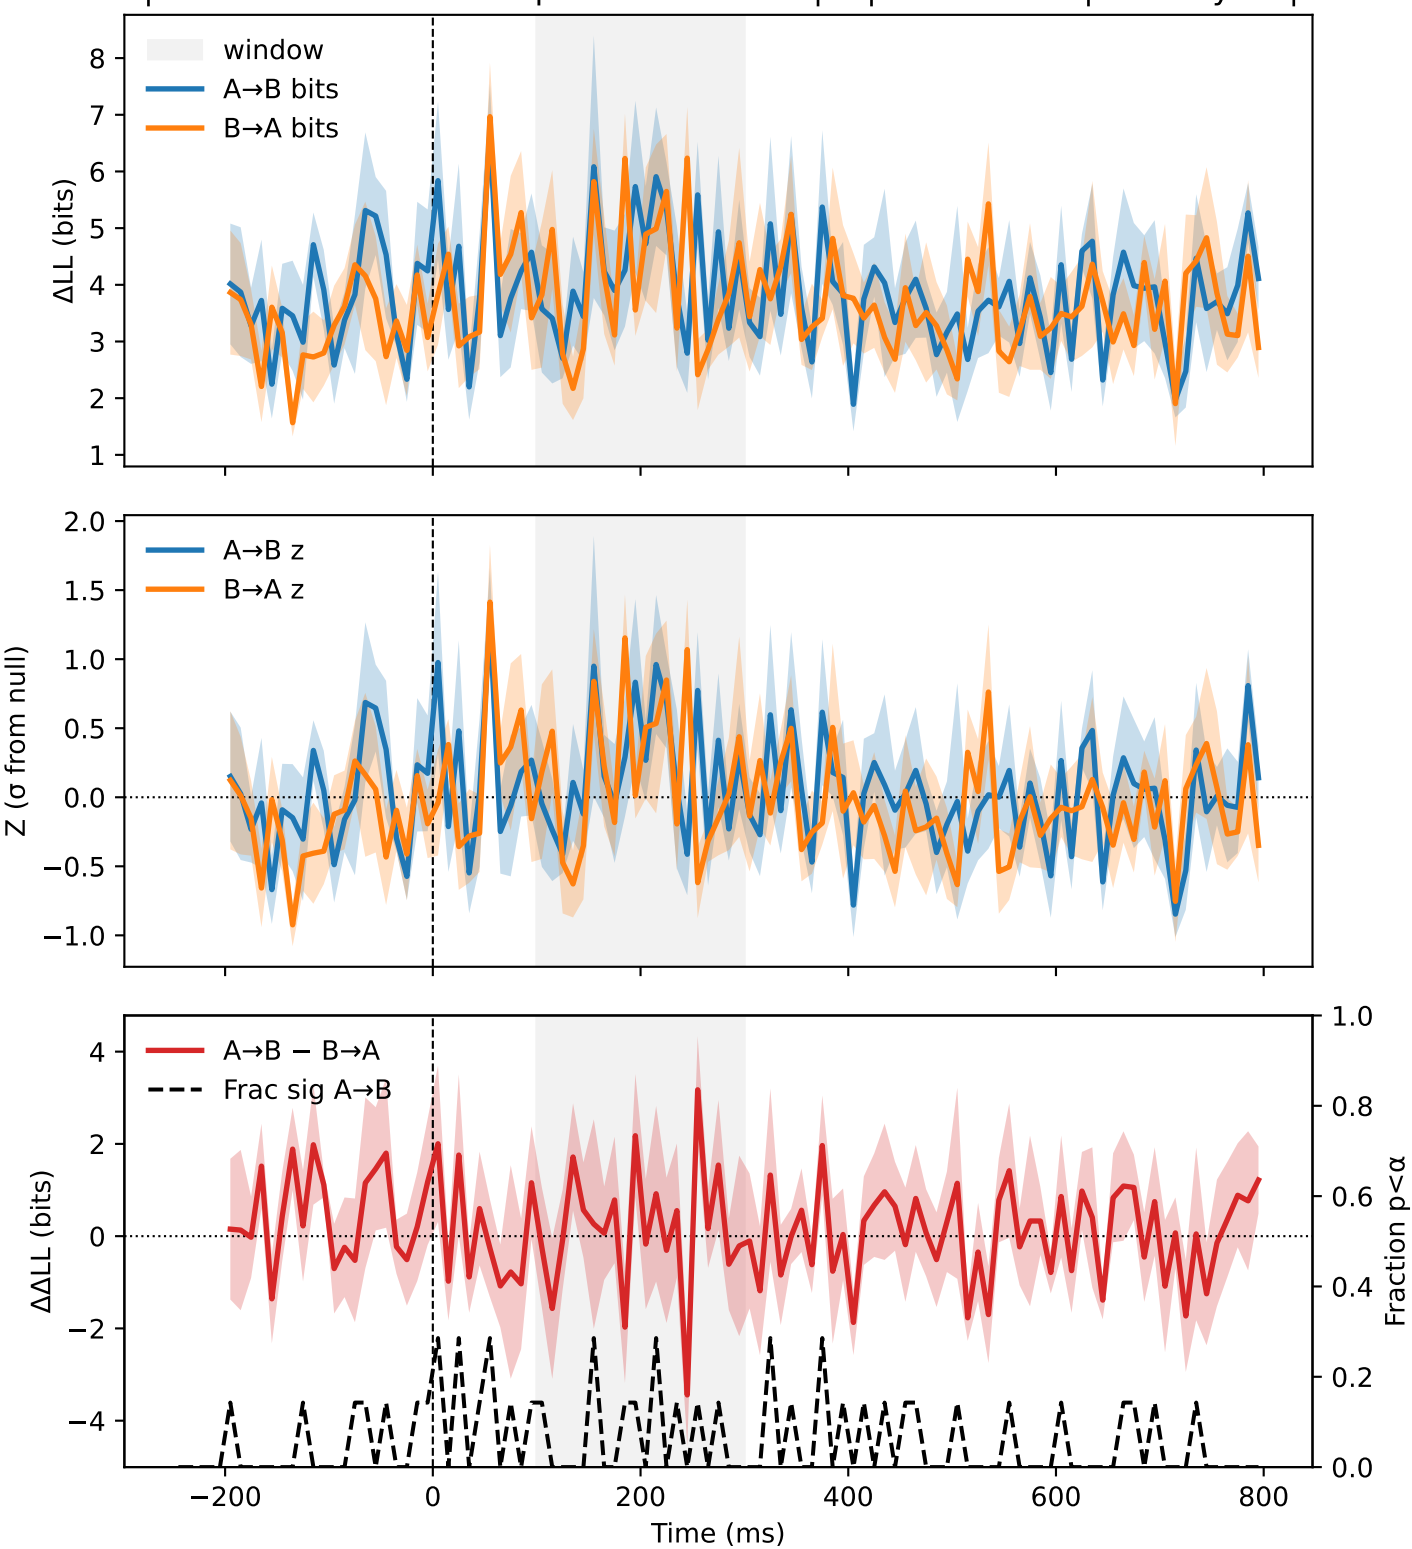 window
A→B bits
B→A bits
8
7
6
5
4
3
2
1
ΔLL (bits)
A→B z
B→A z
2.0
1.5
1.0
0.5
0.0
−0.5
−1.0
Z (σ from null)
A→B − B→A
Frac sig A→B
4
2
0
−2
−4
ΔΔLL (bits)
1.0
0.8
0.6
0.4
0.2
0.0
Fraction p<α
−200 0 200 400 600 800
Time (ms)